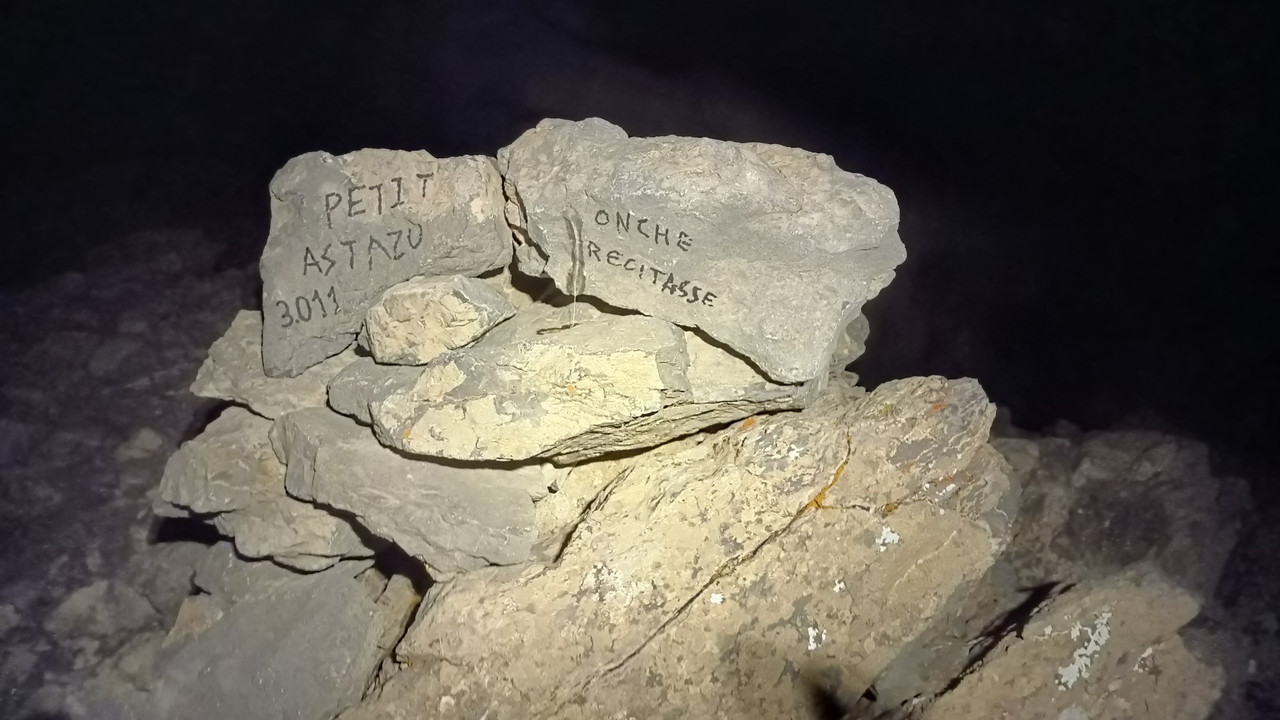 PETIT
ASTAZU
3.011
ONCHE
RECITASSE